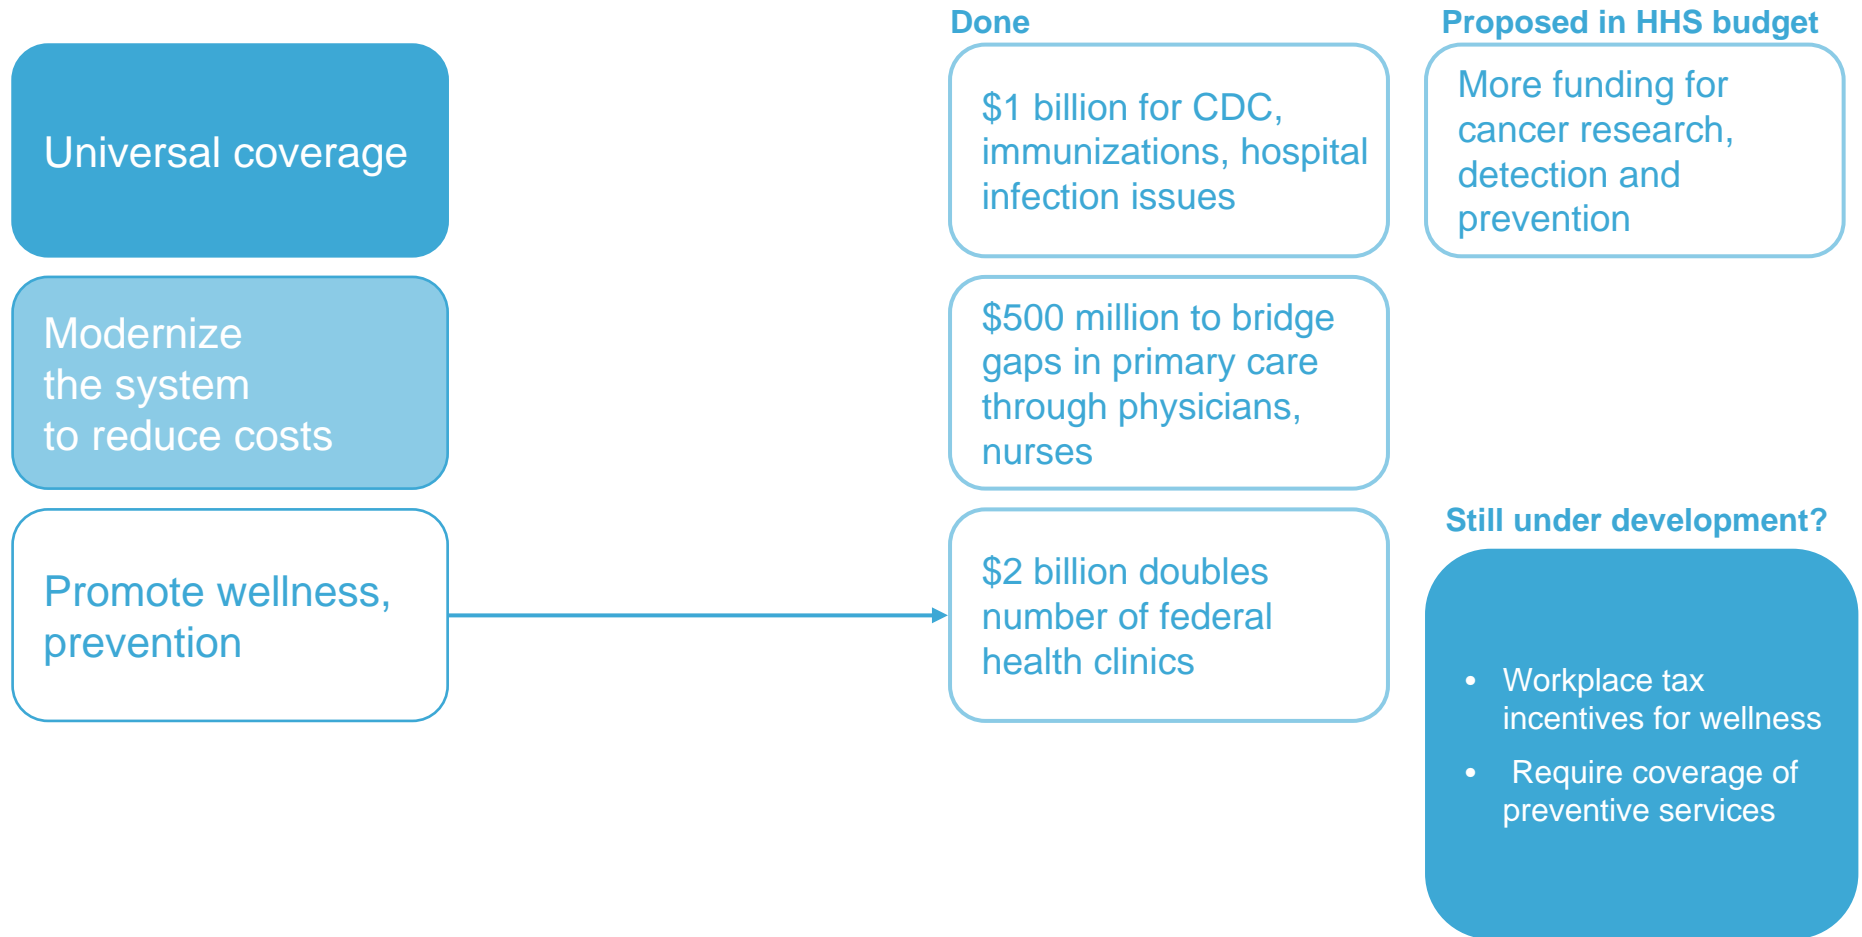 Universal coverage
Modernize
the system
to reduce costs
Promote wellness,
prevention
Done
$1 billion for CDC,
immunizations, hospital
infection issues
$500 million to bridge
gaps in primary care
through physicians,
nurses
$2 billion doubles
number of federal
health clinics
Proposed in HHS budget
More funding for
cancer research,
detection and
prevention
Still under development?
• Workplace tax
incentives for wellness
• Require coverage of
preventive services